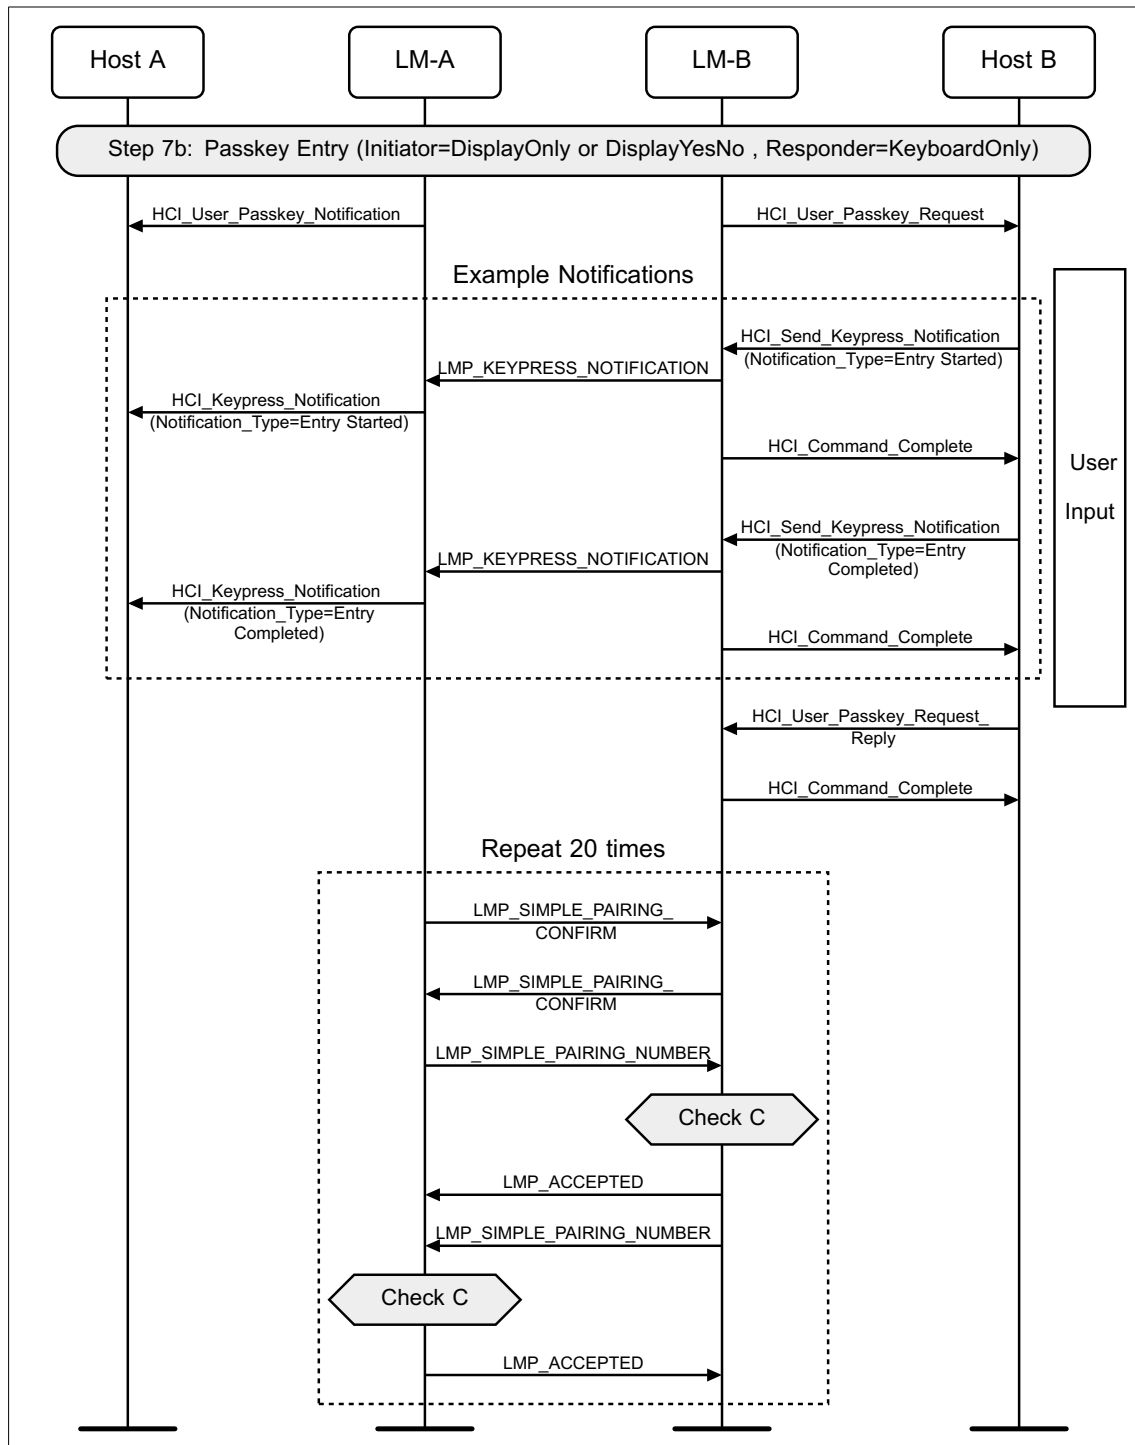 Host A
LM-A
LM-B
Host B
Step 7b: Passkey Entry (Initiator=DisplayOnly or DisplayYesNo , Responder=KeyboardOnly)
HCI_User_Passkey_Notification
HCI_User_Passkey_Request
Example Notifications
HCI_Send_Keypress_Notification
(Notification_Type=Entry Started)
LMP_KEYPRESS_NOTIFICATION
HCI_Keypress_Notification
(Notification_Type=Entry Started)
HCI_Command_Complete
User
Input
HCI_Send_Keypress_Notification
(Notification_Type=Entry
Completed)
LMP_KEYPRESS_NOTIFICATION
HCI_Keypress_Notification
(Notification_Type=Entry
Completed)
HCI_Command_Complete
HCI_User_Passkey_Request_
Reply
HCI_Command_Complete
Repeat 20 times
LMP_SIMPLE_PAIRING_
CONFIRM
LMP_SIMPLE_PAIRING_
CONFIRM
LMP_SIMPLE_PAIRING_NUMBER
Check C
LMP_ACCEPTED
LMP_SIMPLE_PAIRING_NUMBER
Check C
LMP_ACCEPTED